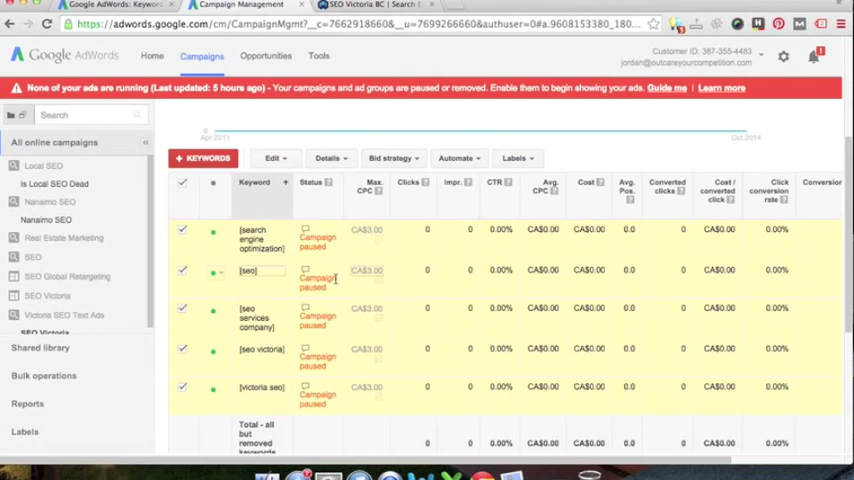 Google AdWords: Keyword
Campaign Management
SEO Victoria BC | Search E
https://adwords.google.com/cm/CampaignMgmt?__c=7662918660&__u=7699266660&authuser=0#a.9608153380_180...
Google AdWords
Home
Campaigns
Opportunities
Tools
Customer ID: 387-355-4483
jordan@outcareyourcompetition.com
None of your ads are running (Last updated: 5 hours ago) - Your campaigns and ad groups are paused or removed. Enable them to begin showing your ads. Guide me | Learn more
Search
All online campaigns
Local SEO
Is Local SEO Dead
Nanaimo SEO
Nanaimo SEO
Real Estate Marketing
SEO
SEO Global Retargeting
SEO Victoria
Victoria SEO Text Ads
SEO Victoria
Shared library
Bulk operations
Reports
Labels
0
Apr 2011
Oct 2014
+ KEYWORDS
Edit
Details
Bid strategy
Automate
Labels
Keyword
Status ?
Max. CPC ?
Clicks ?
Impr. ?
CTR ?
Avg. CPC ?
Cost ?
Avg. Pos. ?
Converted clicks ?
Cost / converted click ?
Click conversion rate ?
Conversion
[search engine optimization] Campaign paused CA$3.00 0 0 0.00% CA$0.00 CA$0.00 0.0 0 CA$0.00 0.00%
[seo] Campaign paused CA$3.00 0 0 0.00% CA$0.00 CA$0.00 0.0 0 CA$0.00 0.00%
[seo services company] Campaign paused CA$3.00 0 0 0.00% CA$0.00 CA$0.00 0.0 0 CA$0.00 0.00%
[seo victoria] Campaign paused CA$3.00 0 0 0.00% CA$0.00 CA$0.00 0.0 0 CA$0.00 0.00%
[victoria seo] Campaign paused CA$3.00 0 0 0.00% CA$0.00 CA$0.00 0.0 0 CA$0.00 0.00%
Total - all but removed keywords 0 0 0.00% CA$0.00 CA$0.00 0.0 0 CA$0.00 0.00%